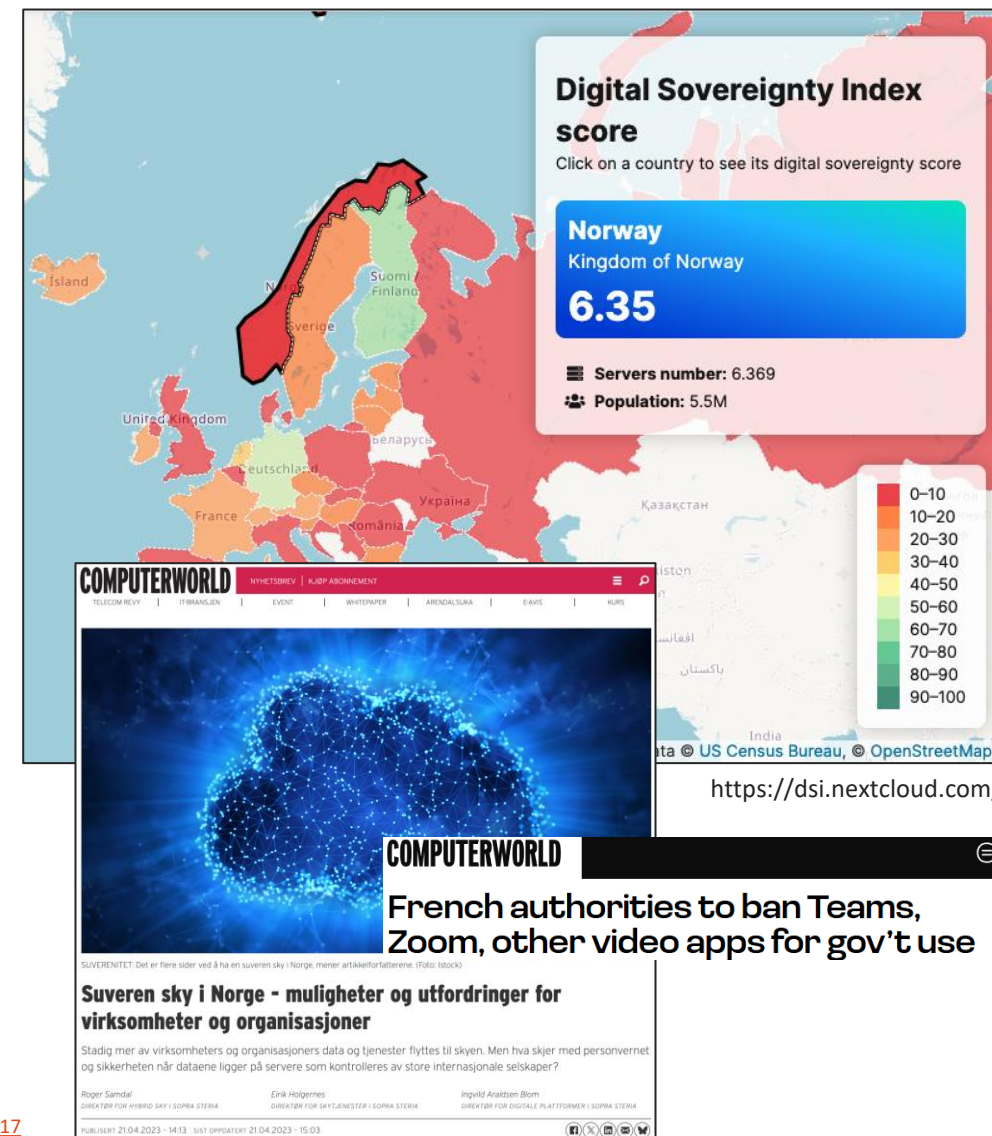 Digital Sovereignty Index
score
Click on a country to see its digital sovereignty score
Norway
Kingdom of Norway
6.35
Servers number: 6.369
Population: 5.5M
Ísland
Suomi /
Finland
Sverige
United Kingdom
Беларусь
Deutschland
Україна
France
România
Қазақстан
افغانستان
پاکستان
India
0–10
10–20
20–30
30–40
40–50
50–60
60–70
70–80
80–90
90–100
© US Census Bureau, © OpenStreetMap
https://dsi.nextcloud.com/
COMPUTERWORLD
NYHETSBREV | KJØP ABONNEMENT
TELECOM REVY | IT-BRANSJEN | EVENT | WHITEPAPER | ARENDALSUKA | E-AVIS | KURS
COMPUTERWORLD
French authorities to ban Teams,
Zoom, other video apps for gov't use
SUVERENITET: Det er flere sider ved å ha en suveren sky i Norge, mener artikkelforfatterene. (Foto: Istock)
Suveren sky i Norge - muligheter og utfordringer for
virksomheter og organisasjoner
Stadig mer av virksomheters og organisasjoners data og tjenester flyttes til skyen. Men hva skjer med personvernet
og sikkerheten når dataene ligger på servere som kontrolleres av store internasjonale selskaper?
Roger Samdal
DIREKTØR FOR HYBRID SKY I SOPRA STERIA
Eirik Holgernes
DIREKTØR FOR SKYTJENESTER I SOPRA STERIA
Ingvild Araldsen Blom
DIREKTØR FOR DIGITALE PLATTFORMER I SOPRA STERIA
PUBLISERT 21.04.2023 - 14:13 SIST OPPDATERT 21.04.2023 - 15:03
17